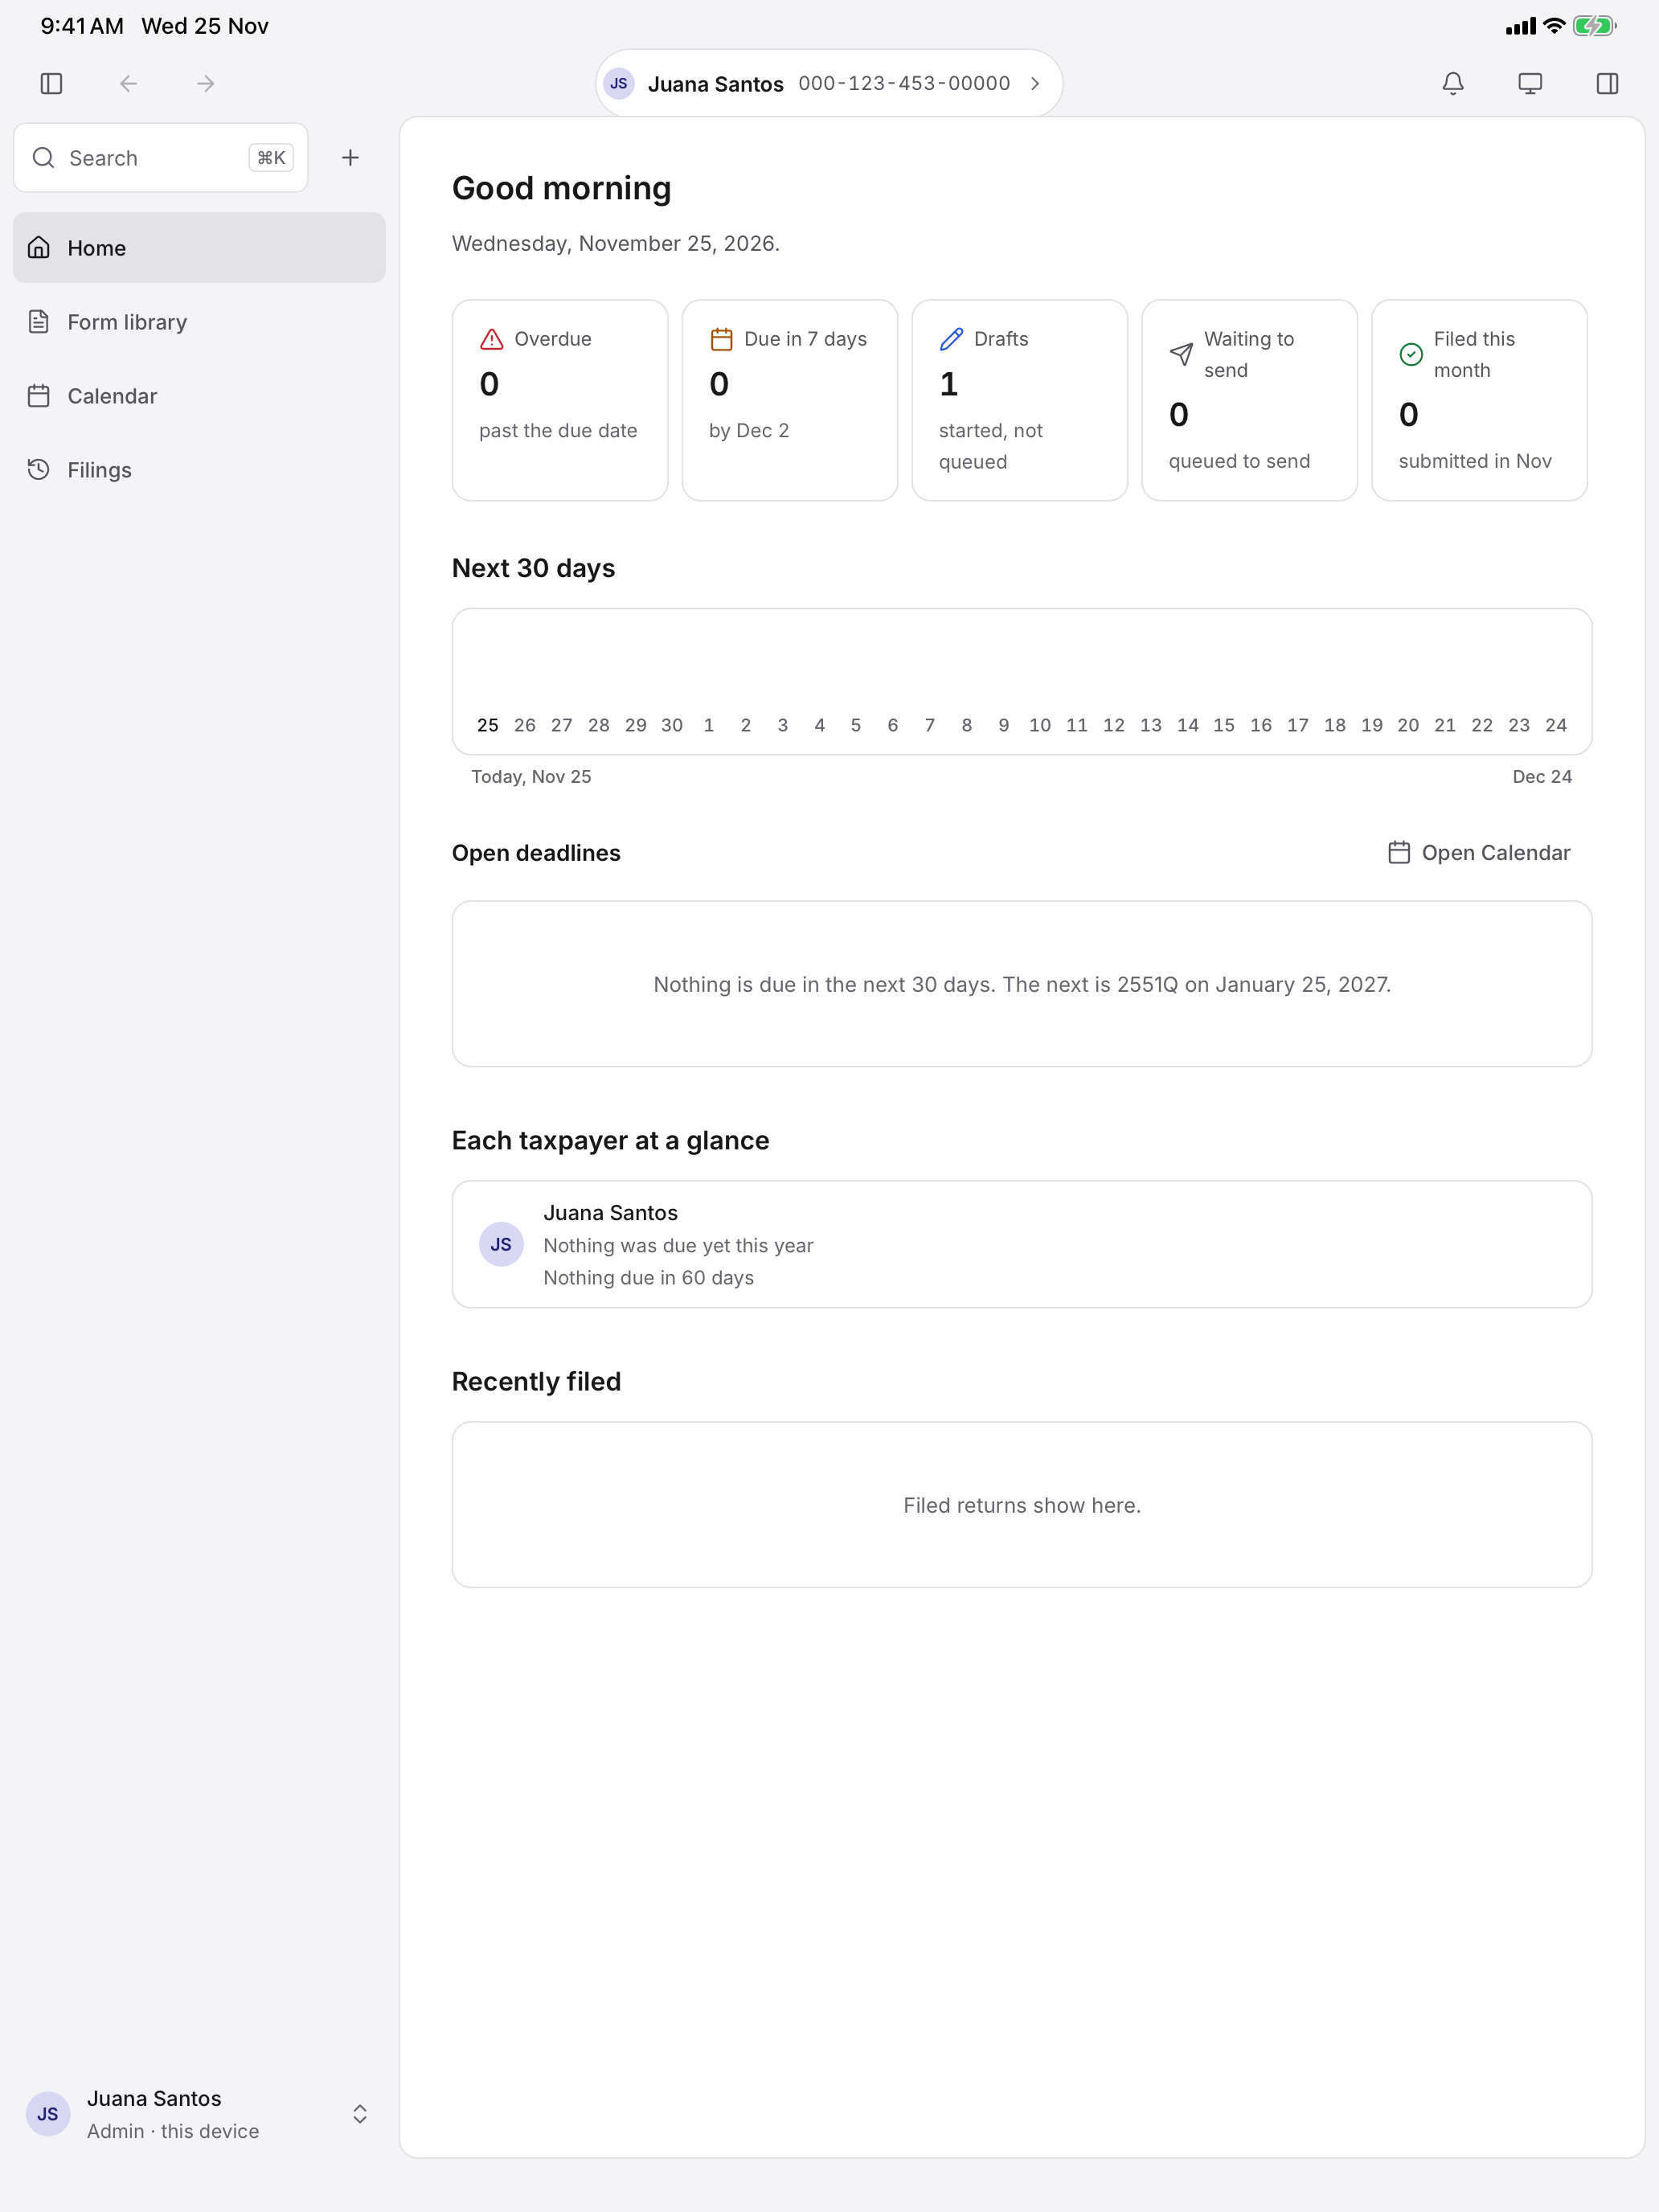 9:41 AM Wed 25 Nov
JS Juana Santos 000-123-453-00000
Search ⌘K
Home
Form library
Calendar
Filings
Good morning
Wednesday, November 25, 2026.
Overdue
0
past the due date
Due in 7 days
0
by Dec 2
Drafts
1
started, not
queued
Waiting to
send
0
queued to send
Filed this
month
0
submitted in Nov
Next 30 days
25 26 27 28 29 30 1 2 3 4 5 6 7 8 9 10 11 12 13 14 15 16 17 18 19 20 21 22 23 24
Today, Nov 25 Dec 24
Open deadlines Open Calendar
Nothing is due in the next 30 days. The next is 2551Q on January 25, 2027.
Each taxpayer at a glance
JS
Juana Santos
Nothing was due yet this year
Nothing due in 60 days
Recently filed
Filed returns show here.
JS
Juana Santos
Admin · this device